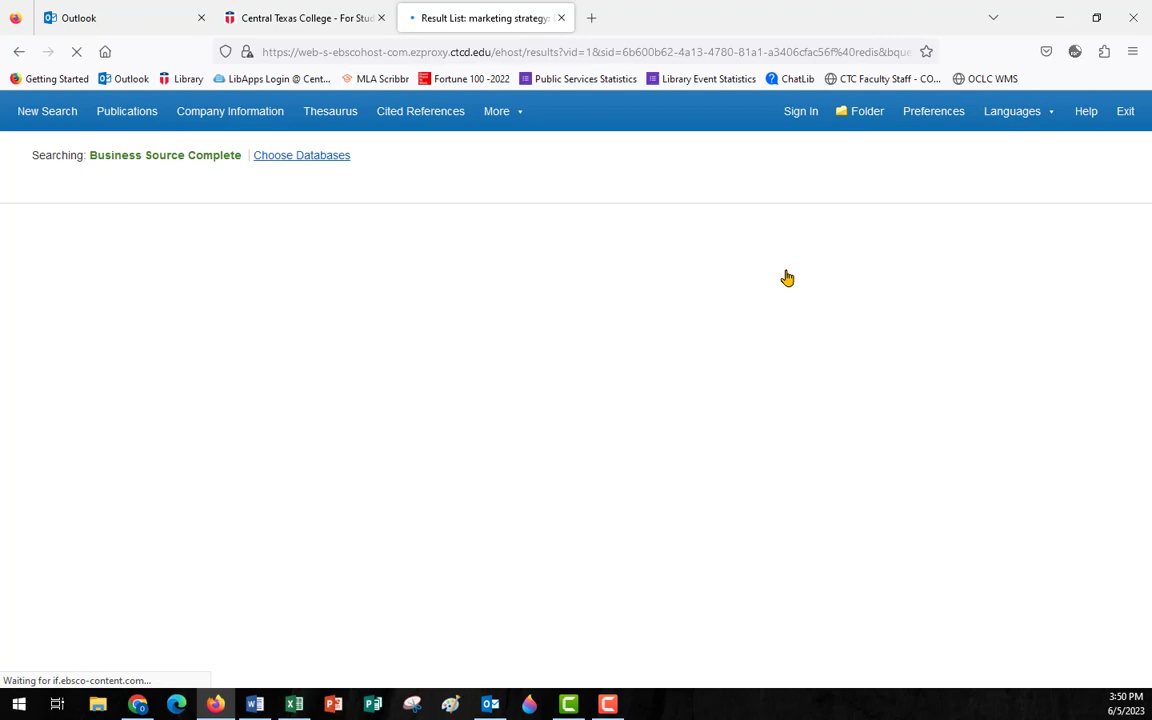 Outlook
Central Texas College - For Stud
Result List: marketing strategy:
https://web-s-ebscohost-com.ezproxy.ctcd.edu/ehost/results?vid=1&sid=6b600b62-4a13-4780-81a1-a3406cfac56f%40redis&bque
Getting Started
Outlook
Library
LibApps Login @ Cent...
MLA Scribbr
Fortune 100 -2022
Public Services Statistics
Library Event Statistics
ChatLib
CTC Faculty Staff - CO...
OCLC WMS
New Search Publications Company Information Thesaurus Cited References More Sign In Folder Preferences Languages Help Exit
Searching: Business Source Complete Choose Databases
Waiting for if.ebsco-content.com...
3:50 PM
6/5/2023